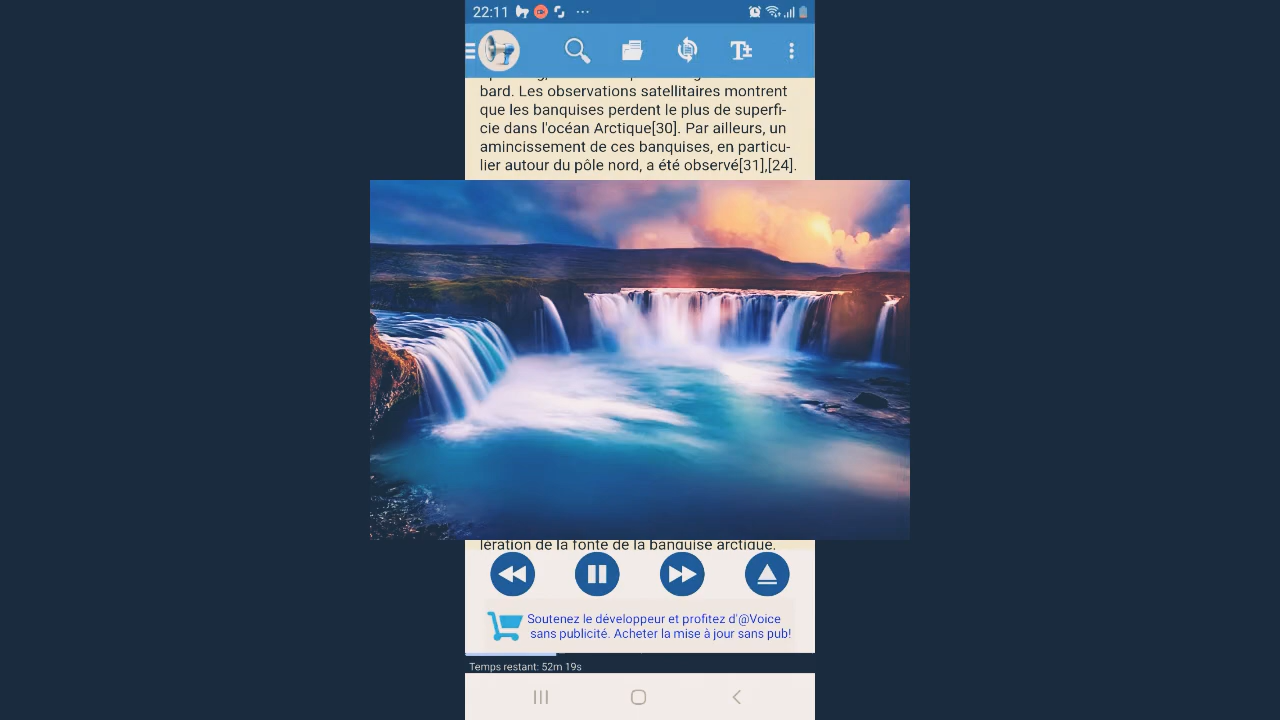 22:11
T±
bard. Les observations satellitaires montrent
que les banquises perdent le plus de superfi-
cie dans l'océan Arctique[30]. Par ailleurs, un
amincissement de ces banquises, en particu-
lier autour du pôle nord, a été observé[31],[24].
lération de la fonte de la banquise arctique.
Soutenez le développeur et profitez d'@Voice
sans publicité. Acheter la mise à jour sans pub!
Temps restant: 52m 19s